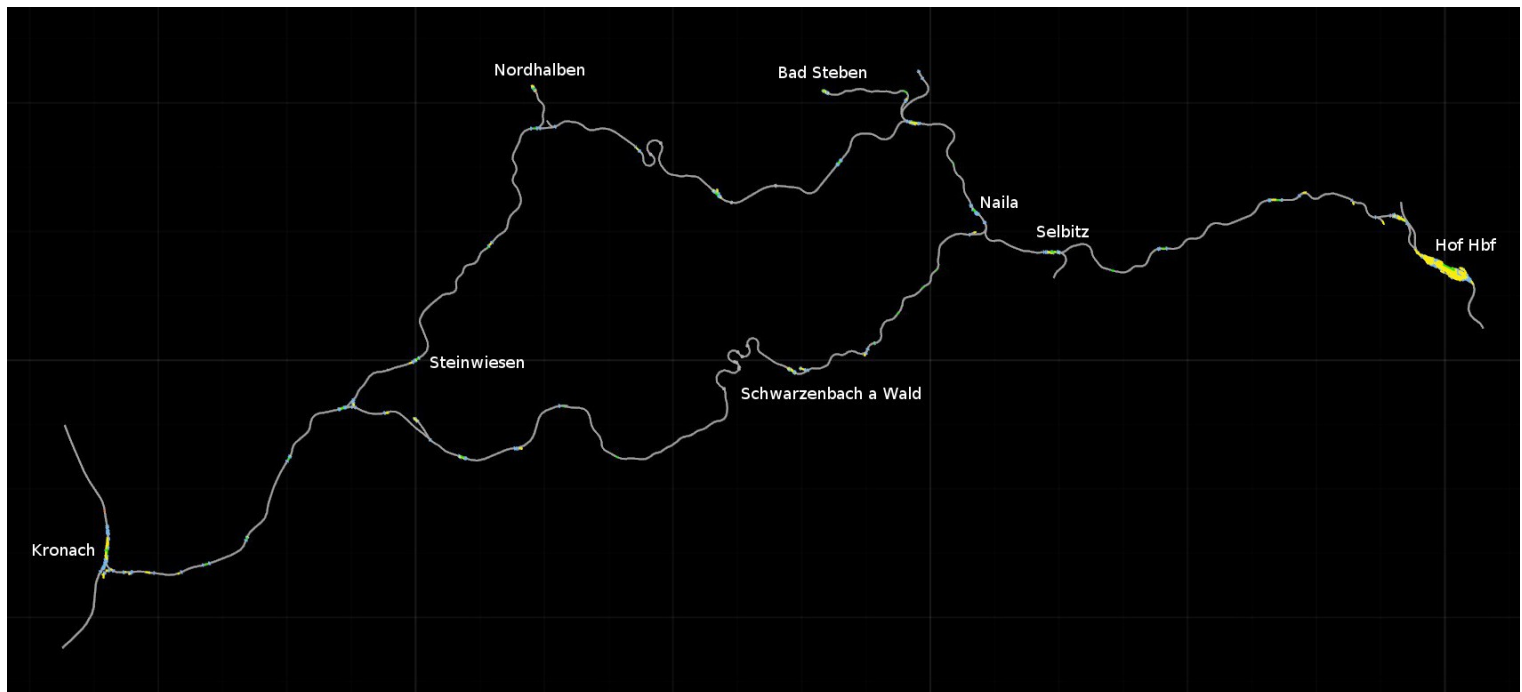 Nordhalben
Bad Steben
Naila
Selbitz
Hof Hbf
Steinwiesen
Schwarzenbach a Wald
Kronach